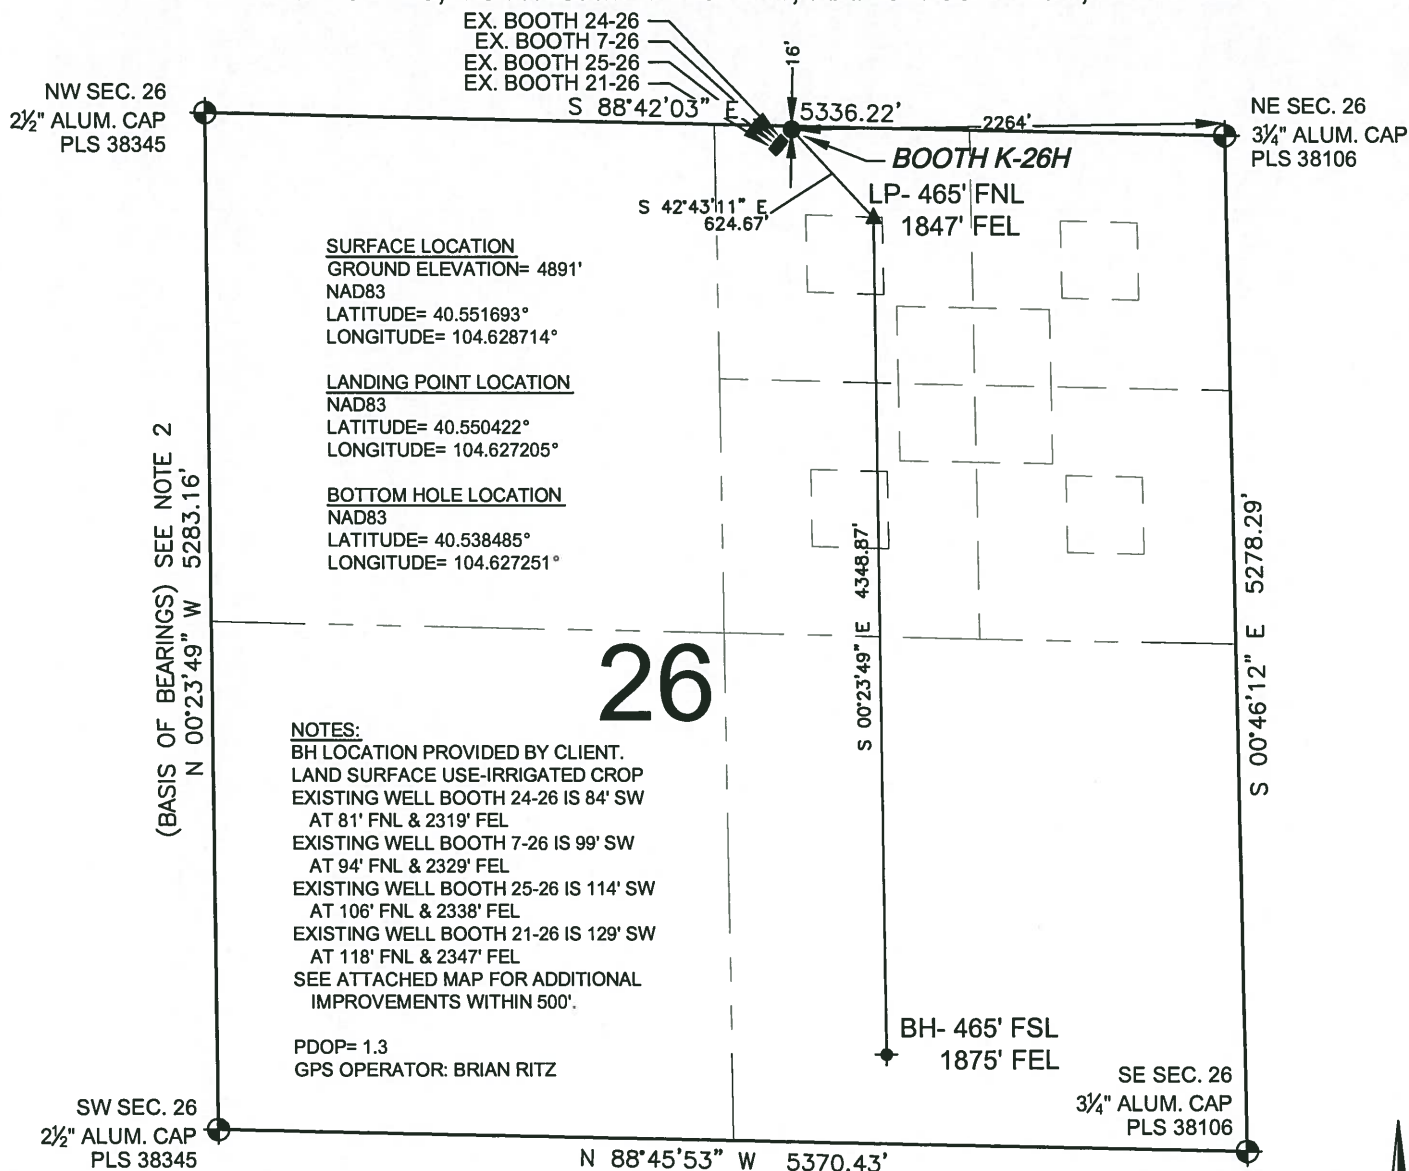 EX. BOOTH 24-26
EX. BOOTH 7-26
EX. BOOTH 25-26
EX. BOOTH 21-26
16'
NW SEC. 26
2½" ALUM. CAP
PLS 38345
S 88°42'03" E 5336.22'
2264'
NE SEC. 26
3¼" ALUM. CAP
PLS 38106
BOOTH K-26H
LP- 465' FNL
1847' FEL
S 42°43'11" E
624.67'
SURFACE LOCATION
GROUND ELEVATION= 4891'
NAD83
LATITUDE= 40.551693°
LONGITUDE= 104.628714°
LANDING POINT LOCATION
NAD83
LATITUDE= 40.550422°
LONGITUDE= 104.627205°
BOTTOM HOLE LOCATION
NAD83
LATITUDE= 40.538485°
LONGITUDE= 104.627251°
(BASIS OF BEARINGS) SEE NOTE 2
N 00°23'49" W 5283.16'
S 00°23'49" E 4348.87'
S 00°46'12" E 5278.29'
26
NOTES:
BH LOCATION PROVIDED BY CLIENT.
LAND SURFACE USE-IRRIGATED CROP
EXISTING WELL BOOTH 24-26 IS 84' SW
AT 81' FNL & 2319' FEL
EXISTING WELL BOOTH 7-26 IS 99' SW
AT 94' FNL & 2329' FEL
EXISTING WELL BOOTH 25-26 IS 114' SW
AT 106' FNL & 2338' FEL
EXISTING WELL BOOTH 21-26 IS 129' SW
AT 118' FNL & 2347' FEL
SEE ATTACHED MAP FOR ADDITIONAL
IMPROVEMENTS WITHIN 500'.
PDOP= 1.3
GPS OPERATOR: BRIAN RITZ
BH- 465' FSL
1875' FEL
SE SEC. 26
3¼" ALUM. CAP
PLS 38106
SW SEC. 26
2½" ALUM. CAP
PLS 38345
N 88°45'53" W 5370.43'